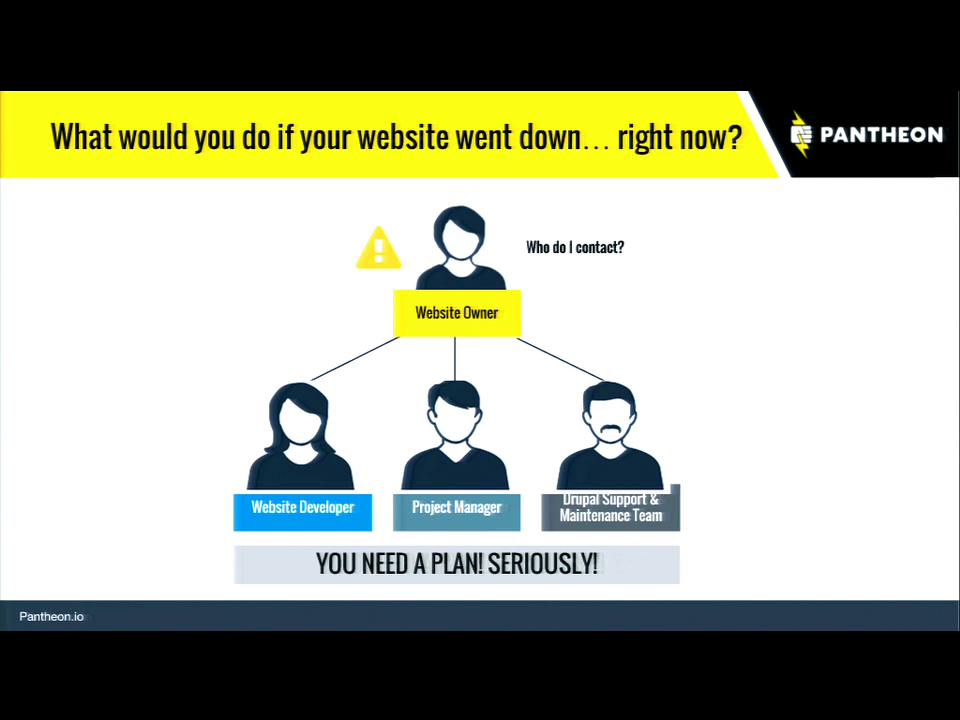 What would you do if your website went down... right now?
PANTHEON
Who do I contact?
Website Owner
Website Developer
Project Manager
Drupal Support &
Maintenance Team
YOU NEED A PLAN! SERIOUSLY!
Pantheon.io